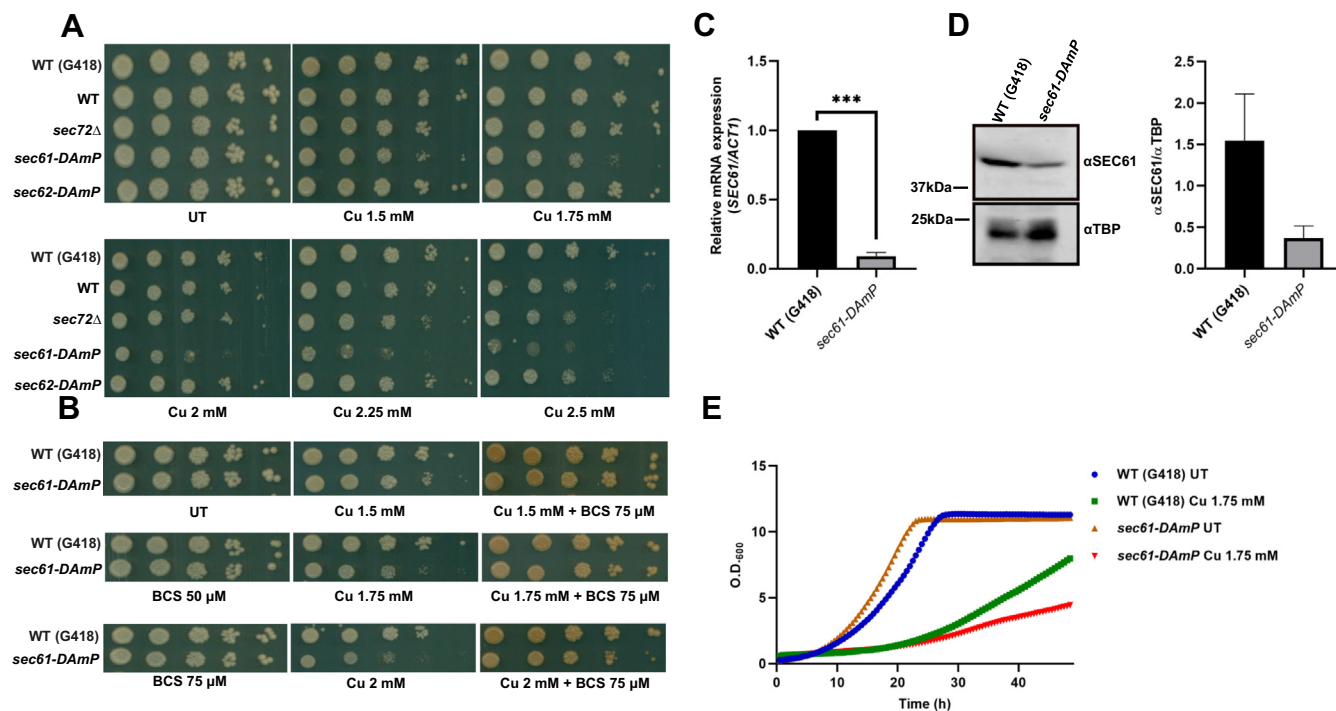 A
WT (G418)
WT
sec72Δ
sec61-DAmP
sec62-DAmP
UT
Cu 1.5 mM
Cu 1.75 mM
WT (G418)
WT
sec72Δ
sec61-DAmP
sec62-DAmP
Cu 2 mM
Cu 2.25 mM
Cu 2.5 mM
B
WT (G418)
sec61-DAmP
UT
Cu 1.5 mM
Cu 1.5 mM + BCS 75 µM
WT (G418)
sec61-DAmP
BCS 50 µM
Cu 1.75 mM
Cu 1.75 mM + BCS 75 µM
WT (G418)
sec61-DAmP
BCS 75 µM
Cu 2 mM
Cu 2 mM + BCS 75 µM
C
Relative mRNA expression
(SEC61/ACT1)
1.5
1.0
0.5
0.0
***
WT (G418)
sec61-DAmP
D
WT (G418)
sec61-DAmP
αSEC61
37kDa
25kDa
αTBP
αSEC61/αTBP
2.5
2.0
1.5
1.0
0.5
0.0
WT (G418)
sec61-DAmP
E
O.D600
15
10
5
0
0
10
20
30
40
Time (h)
WT (G418) UT
WT (G418) Cu 1.75 mM
sec61-DAmP UT
sec61-DAmP Cu 1.75 mM